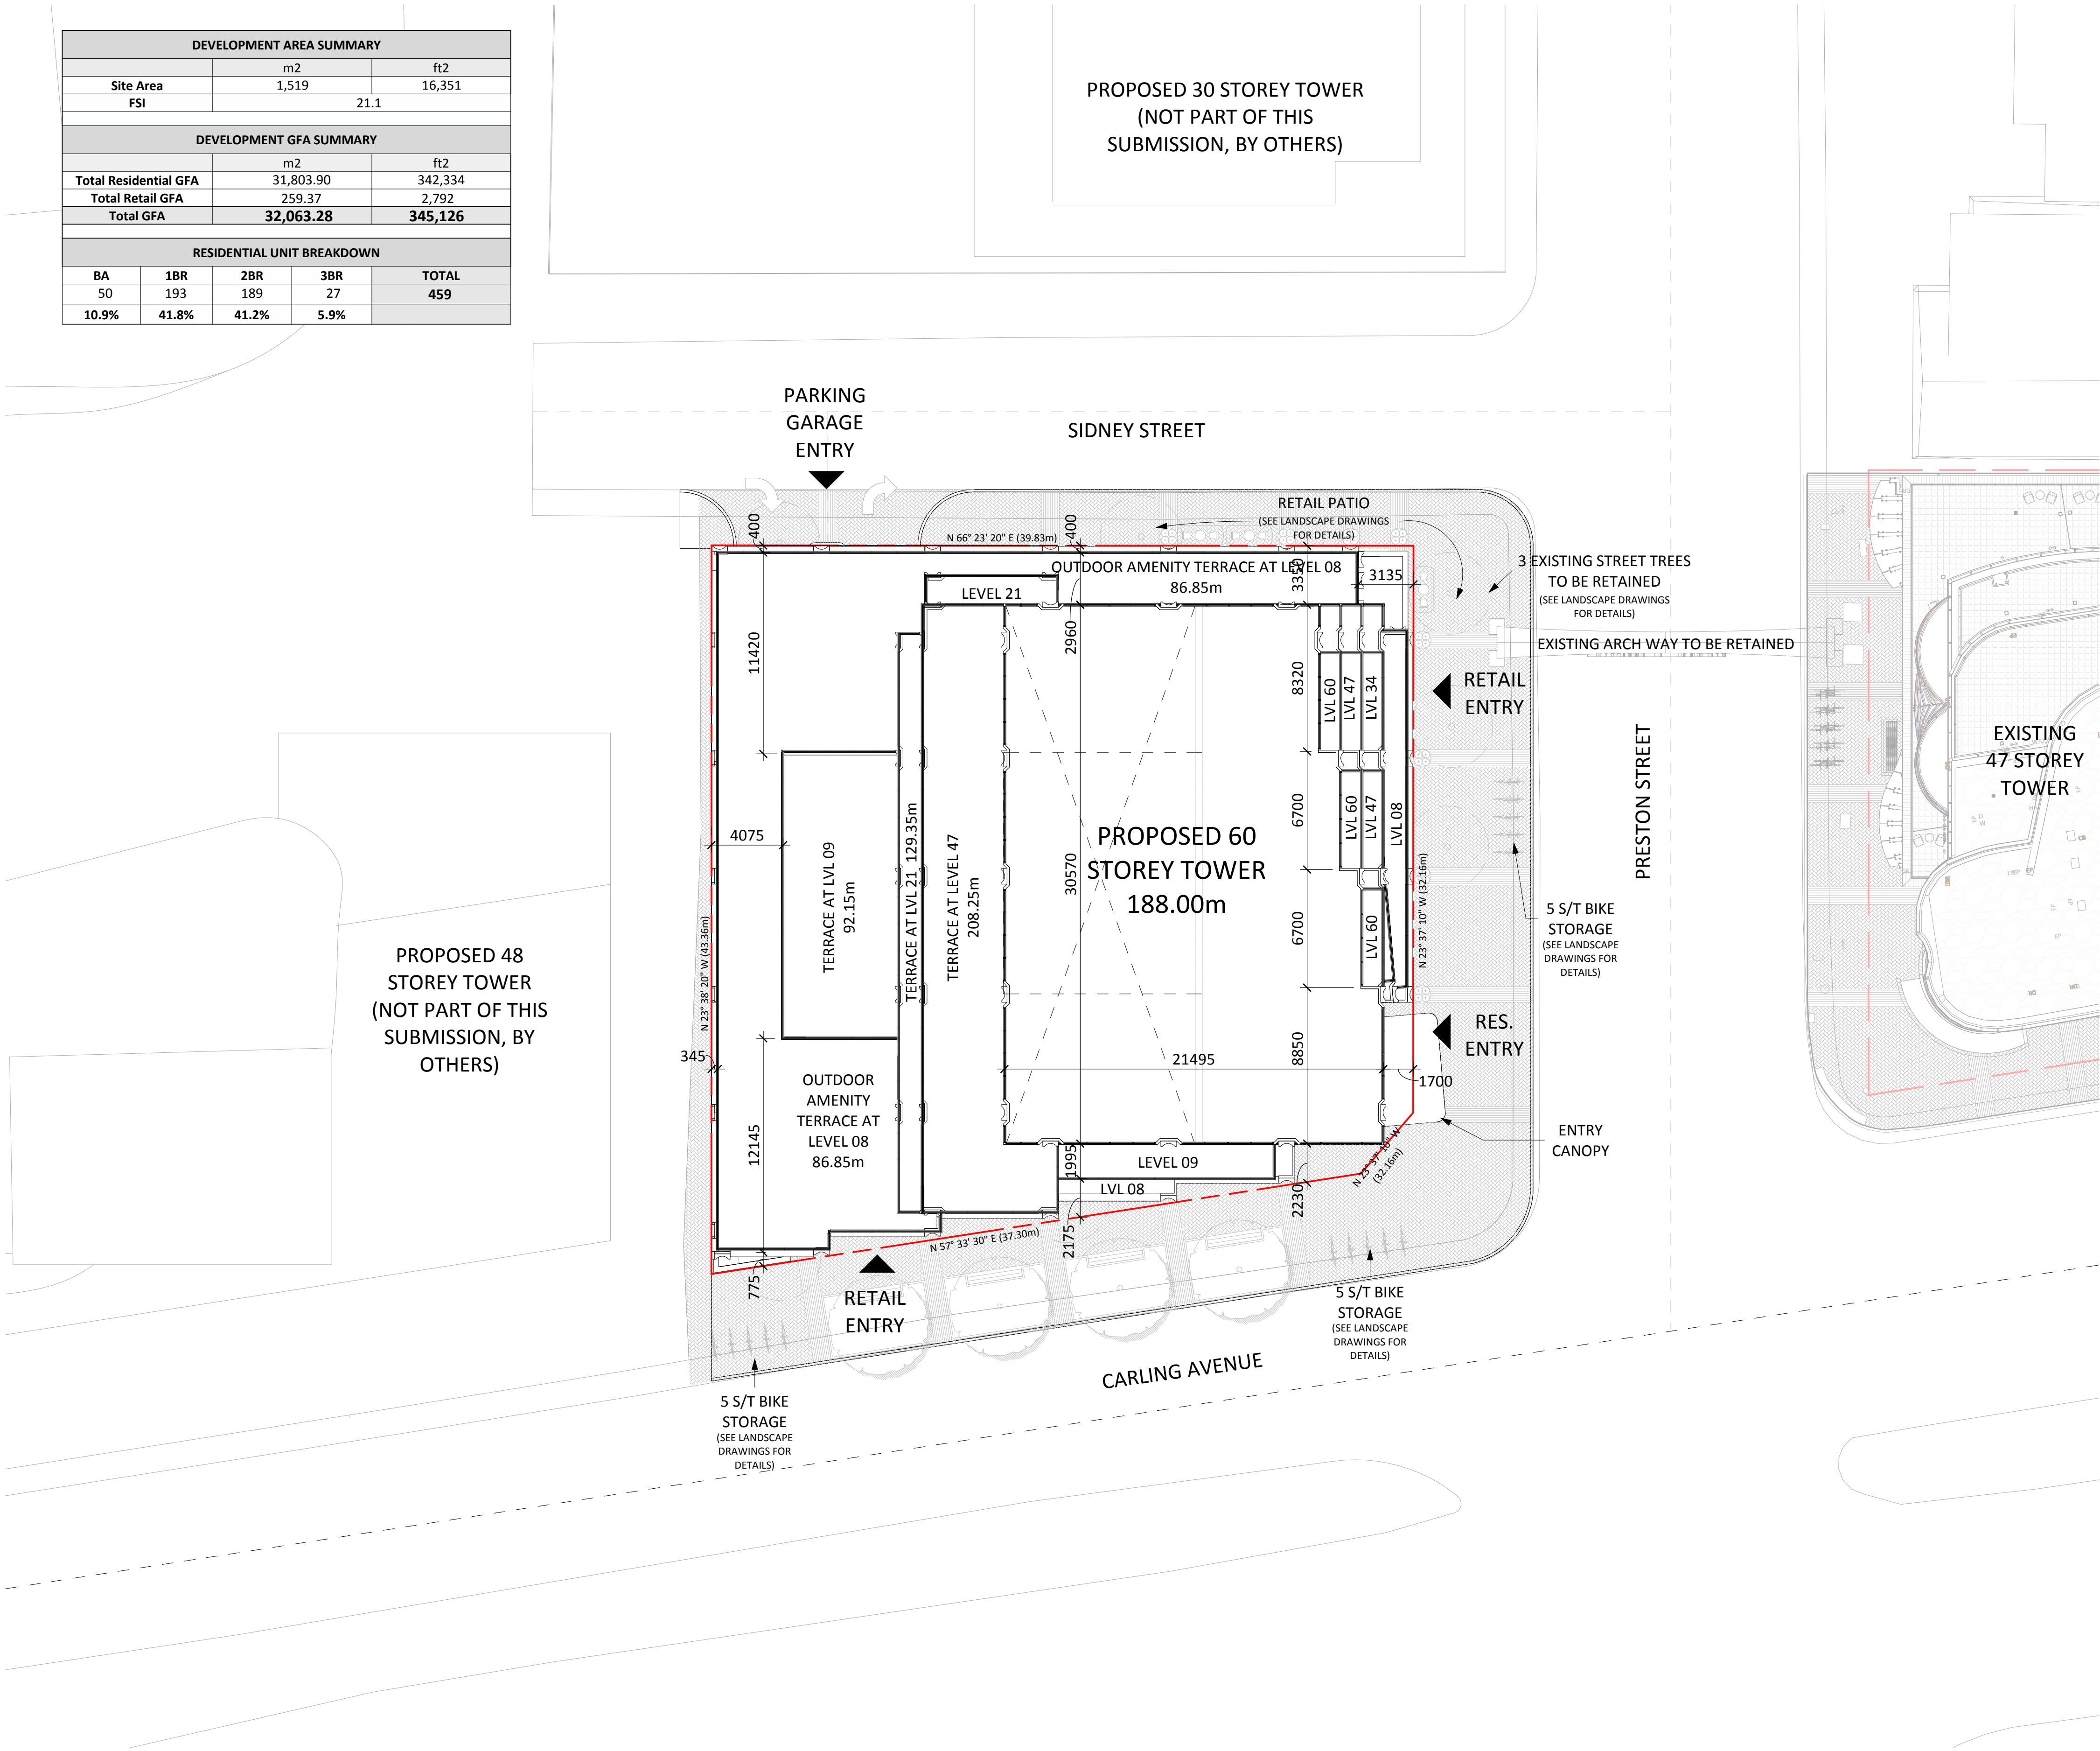 DEVELOPMENT AREA SUMMARY
m2 ft2
Site Area 1,519 16,351
FSI 21.1
DEVELOPMENT GFA SUMMARY
m2 ft2
Total Residential GFA 31,803.90 342,334
Total Retail GFA 259.37 2,792
Total GFA 32,063.28 345,126
RESIDENTIAL UNIT BREAKDOWN
BA 1BR 2BR 3BR TOTAL
50 193 189 27 459
10.9% 41.8% 41.2% 5.9%
PROPOSED 30 STOREY TOWER
(NOT PART OF THIS
SUBMISSION, BY OTHERS)
PARKING
GARAGE
ENTRY
SIDNEY STREET
RETAIL PATIO
(SEE LANDSCAPE DRAWINGS
FOR DETAILS)
400
400
N 66° 23' 20" E (39.83m)
OUTDOOR AMENITY TERRACE AT LEVEL 08
86.85m
3350
3135
3 EXISTING STREET TREES
TO BE RETAINED
(SEE LANDSCAPE DRAWINGS
FOR DETAILS)
LEVEL 21
2960
11420
EXISTING ARCH WAY TO BE RETAINED
8320
LVL 60
LVL 47
LVL 34
RETAIL
ENTRY
PRESTON STREET
EXISTING
47 STOREY
TOWER
4075
TERRACE AT LVL 09
92.15m
TERRACE AT LVL 21 129.35m
TERRACE AT LEVEL 47
208.25m
30570
PROPOSED 60
STOREY TOWER
188.00m
6700
LVL 60
LVL 47
LVL 08
N 23° 37' 10" W (32.16m)
6700
LVL 60
5 S/T BIKE
STORAGE
(SEE LANDSCAPE
DRAWINGS FOR
DETAILS)
PROPOSED 48
STOREY TOWER
(NOT PART OF THIS
SUBMISSION, BY
OTHERS)
N 23° 38' 20" W (43.36m)
345
RES.
ENTRY
21495
8850
1700
OUTDOOR
AMENITY
TERRACE AT
LEVEL 08
86.85m
12145
1995
LEVEL 09
LVL 08
2230
N 23° 37' 10" W
(32.16m)
ENTRY
CANOPY
2175
N 57° 33' 30" E (37.30m)
775
RETAIL
ENTRY
5 S/T BIKE
STORAGE
(SEE LANDSCAPE
DRAWINGS FOR
DETAILS)
CARLING AVENUE
5 S/T BIKE
STORAGE
(SEE LANDSCAPE
DRAWINGS FOR
DETAILS)